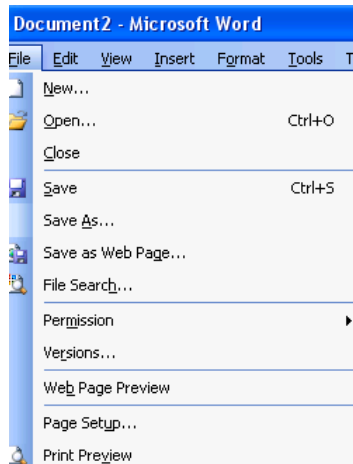 Document2 - Microsoft Word
File Edit View Insert Format Tools T
New...
Open... Ctrl+O
Close
Save Ctrl+S
Save As...
Save as Web Page...
File Search...
Permission
Versions...
Web Page Preview
Page Setup...
Print Preview